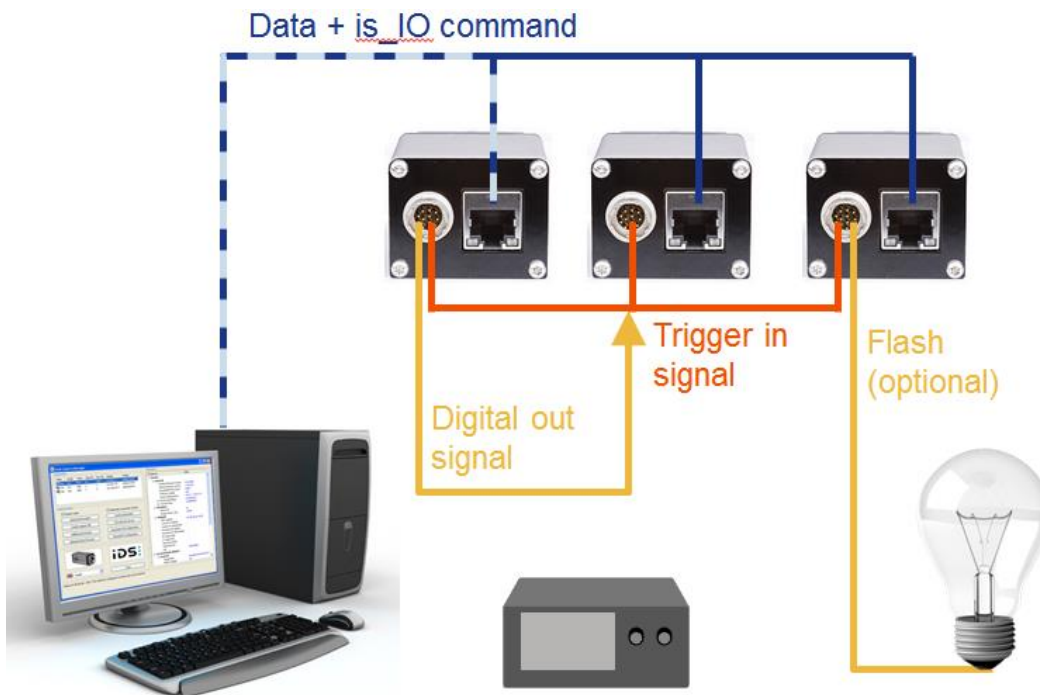 Data + is_IO command
Trigger in
signal
Flash
(optional)
Digital out
signal
iDS